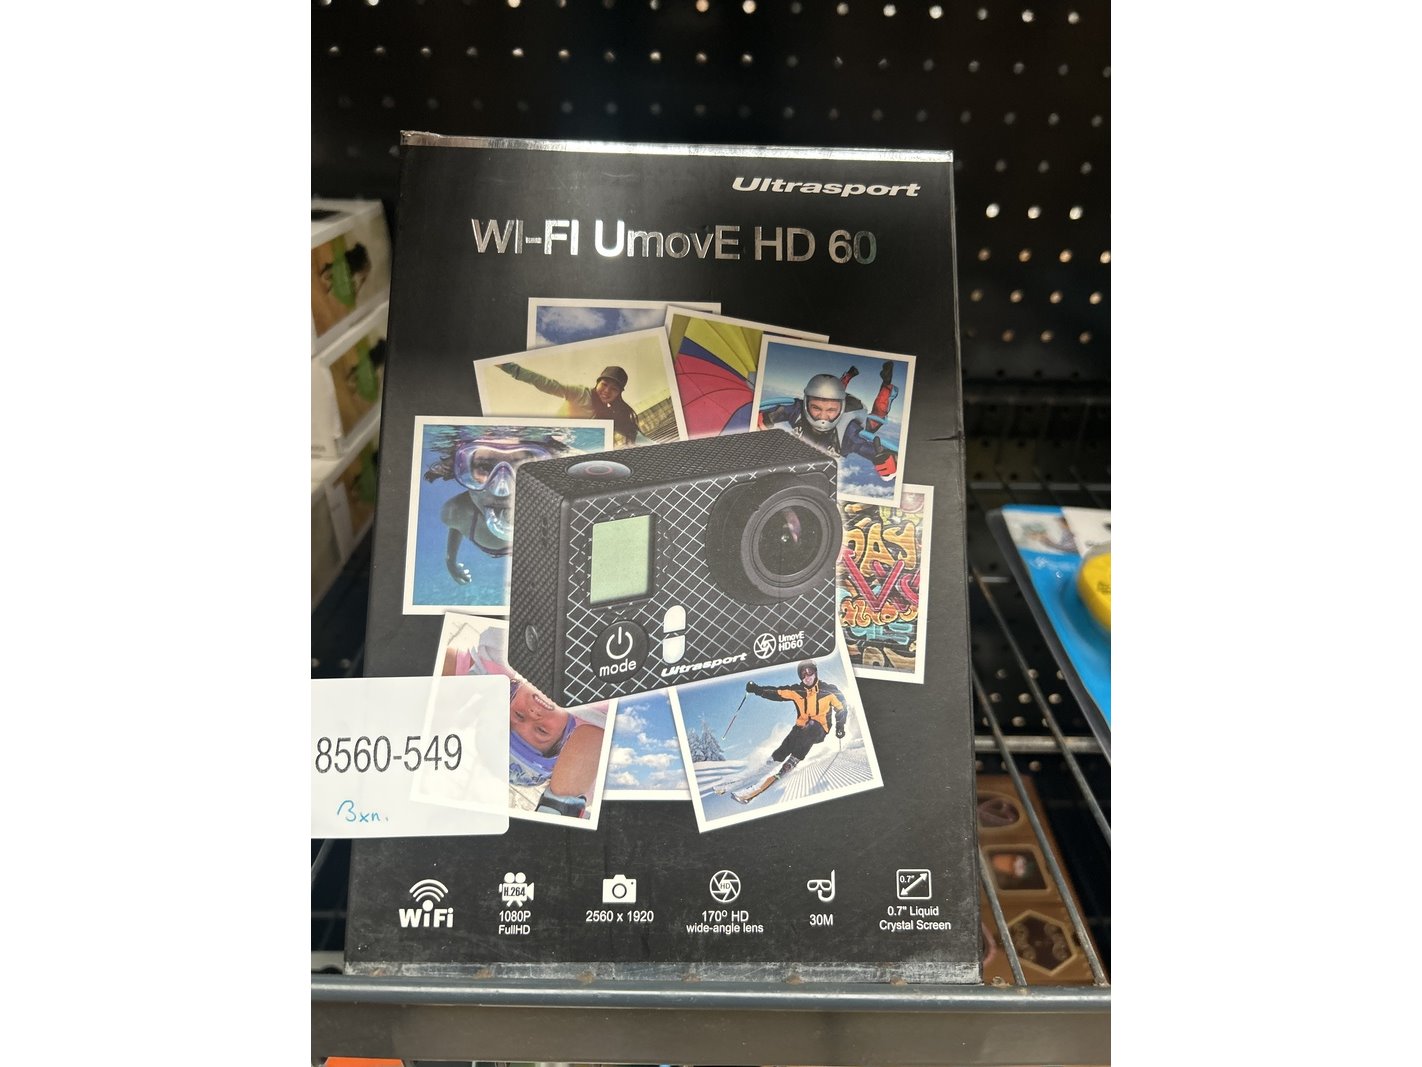 Ultrasport
WI-FI UmovE HD 60
mode
Ultrasport
UmovE
HD60
8560-549
Bxn.
WiFi
H.264
1080P
FullHD
2560 x 1920
HD
170° HD
wide-angle lens
30M
0.7"
0.7" Liquid
Crystal Screen